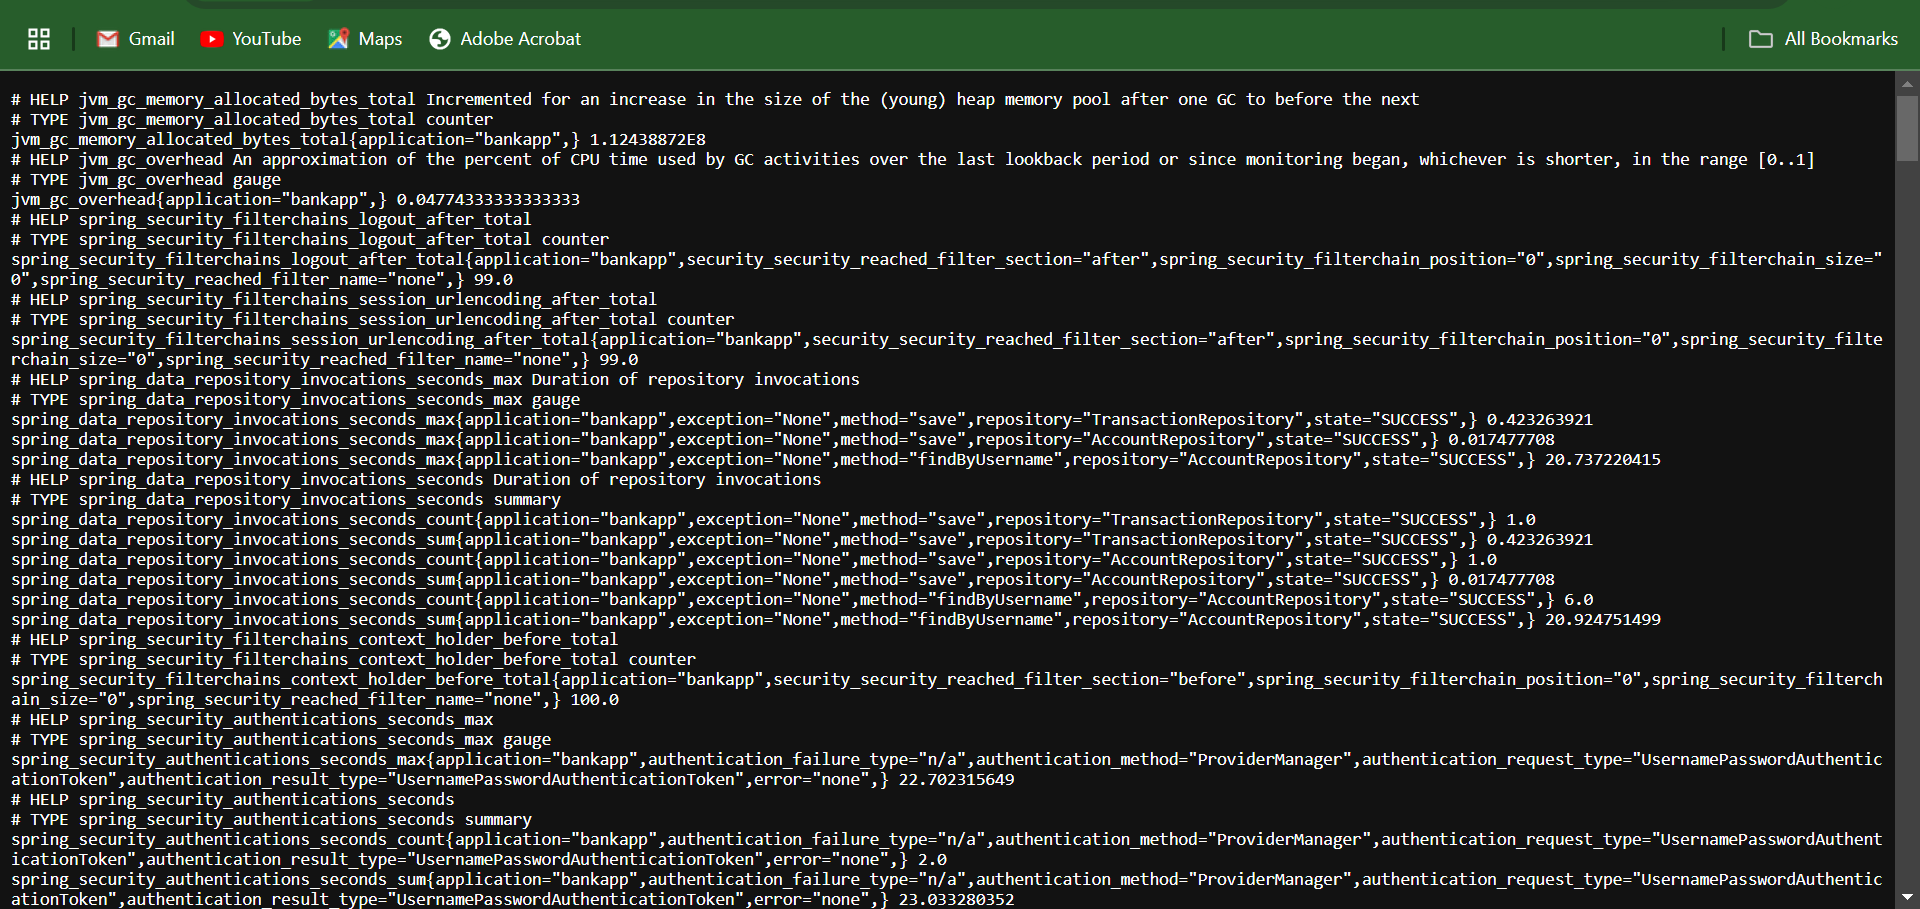 Gmail
YouTube
Maps
Adobe Acrobat
All Bookmarks
# HELP jvm_gc_memory_allocated_bytes_total Incremented for an increase in the size of the (young) heap memory pool after one GC to before the next
# TYPE jvm_gc_memory_allocated_bytes_total counter
jvm_gc_memory_allocated_bytes_total{application="bankapp",} 1.12438872E8
# HELP jvm_gc_overhead An approximation of the percent of CPU time used by GC activities over the last lookback period or since monitoring began, whichever is shorter, in the range [0..1]
# TYPE jvm_gc_overhead gauge
jvm_gc_overhead{application="bankapp",} 0.04774333333333333
# HELP spring_security_filterchains_logout_after_total
# TYPE spring_security_filterchains_logout_after_total counter
spring_security_filterchains_logout_after_total{application="bankapp",security_security_reached_filter_section="after",spring_security_filterchain_position="0",spring_security_filterchain_size="
0",spring_security_reached_filter_name="none",} 99.0
# HELP spring_security_filterchains_session_urlencoding_after_total
# TYPE spring_security_filterchains_session_urlencoding_after_total counter
spring_security_filterchains_session_urlencoding_after_total{application="bankapp",security_security_reached_filter_section="after",spring_security_filterchain_position="0",spring_security_filte
rchain_size="0",spring_security_reached_filter_name="none",} 99.0
# HELP spring_data_repository_invocations_seconds_max Duration of repository invocations
# TYPE spring_data_repository_invocations_seconds_max gauge
spring_data_repository_invocations_seconds_max{application="bankapp",exception="None",method="save",repository="TransactionRepository",state="SUCCESS",} 0.423263921
spring_data_repository_invocations_seconds_max{application="bankapp",exception="None",method="save",repository="AccountRepository",state="SUCCESS",} 0.017477708
spring_data_repository_invocations_seconds_max{application="bankapp",exception="None",method="findByUsername",repository="AccountRepository",state="SUCCESS",} 20.737220415
# HELP spring_data_repository_invocations_seconds Duration of repository invocations
# TYPE spring_data_repository_invocations_seconds summary
spring_data_repository_invocations_seconds_count{application="bankapp",exception="None",method="save",repository="TransactionRepository",state="SUCCESS",} 1.0
spring_data_repository_invocations_seconds_sum{application="bankapp",exception="None",method="save",repository="TransactionRepository",state="SUCCESS",} 0.423263921
spring_data_repository_invocations_seconds_count{application="bankapp",exception="None",method="save",repository="AccountRepository",state="SUCCESS",} 1.0
spring_data_repository_invocations_seconds_sum{application="bankapp",exception="None",method="save",repository="AccountRepository",state="SUCCESS",} 0.017477708
spring_data_repository_invocations_seconds_count{application="bankapp",exception="None",method="findByUsername",repository="AccountRepository",state="SUCCESS",} 6.0
spring_data_repository_invocations_seconds_sum{application="bankapp",exception="None",method="findByUsername",repository="AccountRepository",state="SUCCESS",} 20.924751499
# HELP spring_security_filterchains_context_holder_before_total
# TYPE spring_security_filterchains_context_holder_before_total counter
spring_security_filterchains_context_holder_before_total{application="bankapp",security_security_reached_filter_section="before",spring_security_filterchain_position="0",spring_security_filterch
ain_size="0",spring_security_reached_filter_name="none",} 100.0
# HELP spring_security_authentications_seconds_max
# TYPE spring_security_authentications_seconds_max gauge
spring_security_authentications_seconds_max{application="bankapp",authentication_failure_type="n/a",authentication_method="ProviderManager",authentication_request_type="UsernamePasswordAuthentic
ationToken",authentication_result_type="UsernamePasswordAuthenticationToken",error="none",} 22.702315649
# HELP spring_security_authentications_seconds
# TYPE spring_security_authentications_seconds summary
spring_security_authentications_seconds_count{application="bankapp",authentication_failure_type="n/a",authentication_method="ProviderManager",authentication_request_type="UsernamePasswordAuthent
icationToken",authentication_result_type="UsernamePasswordAuthenticationToken",error="none",} 2.0
spring_security_authentications_seconds_sum{application="bankapp",authentication_failure_type="n/a",authentication_method="ProviderManager",authentication_request_type="UsernamePasswordAuthentic
ationToken",authentication_result_type="UsernamePasswordAuthenticationToken",error="none",} 23.033280352